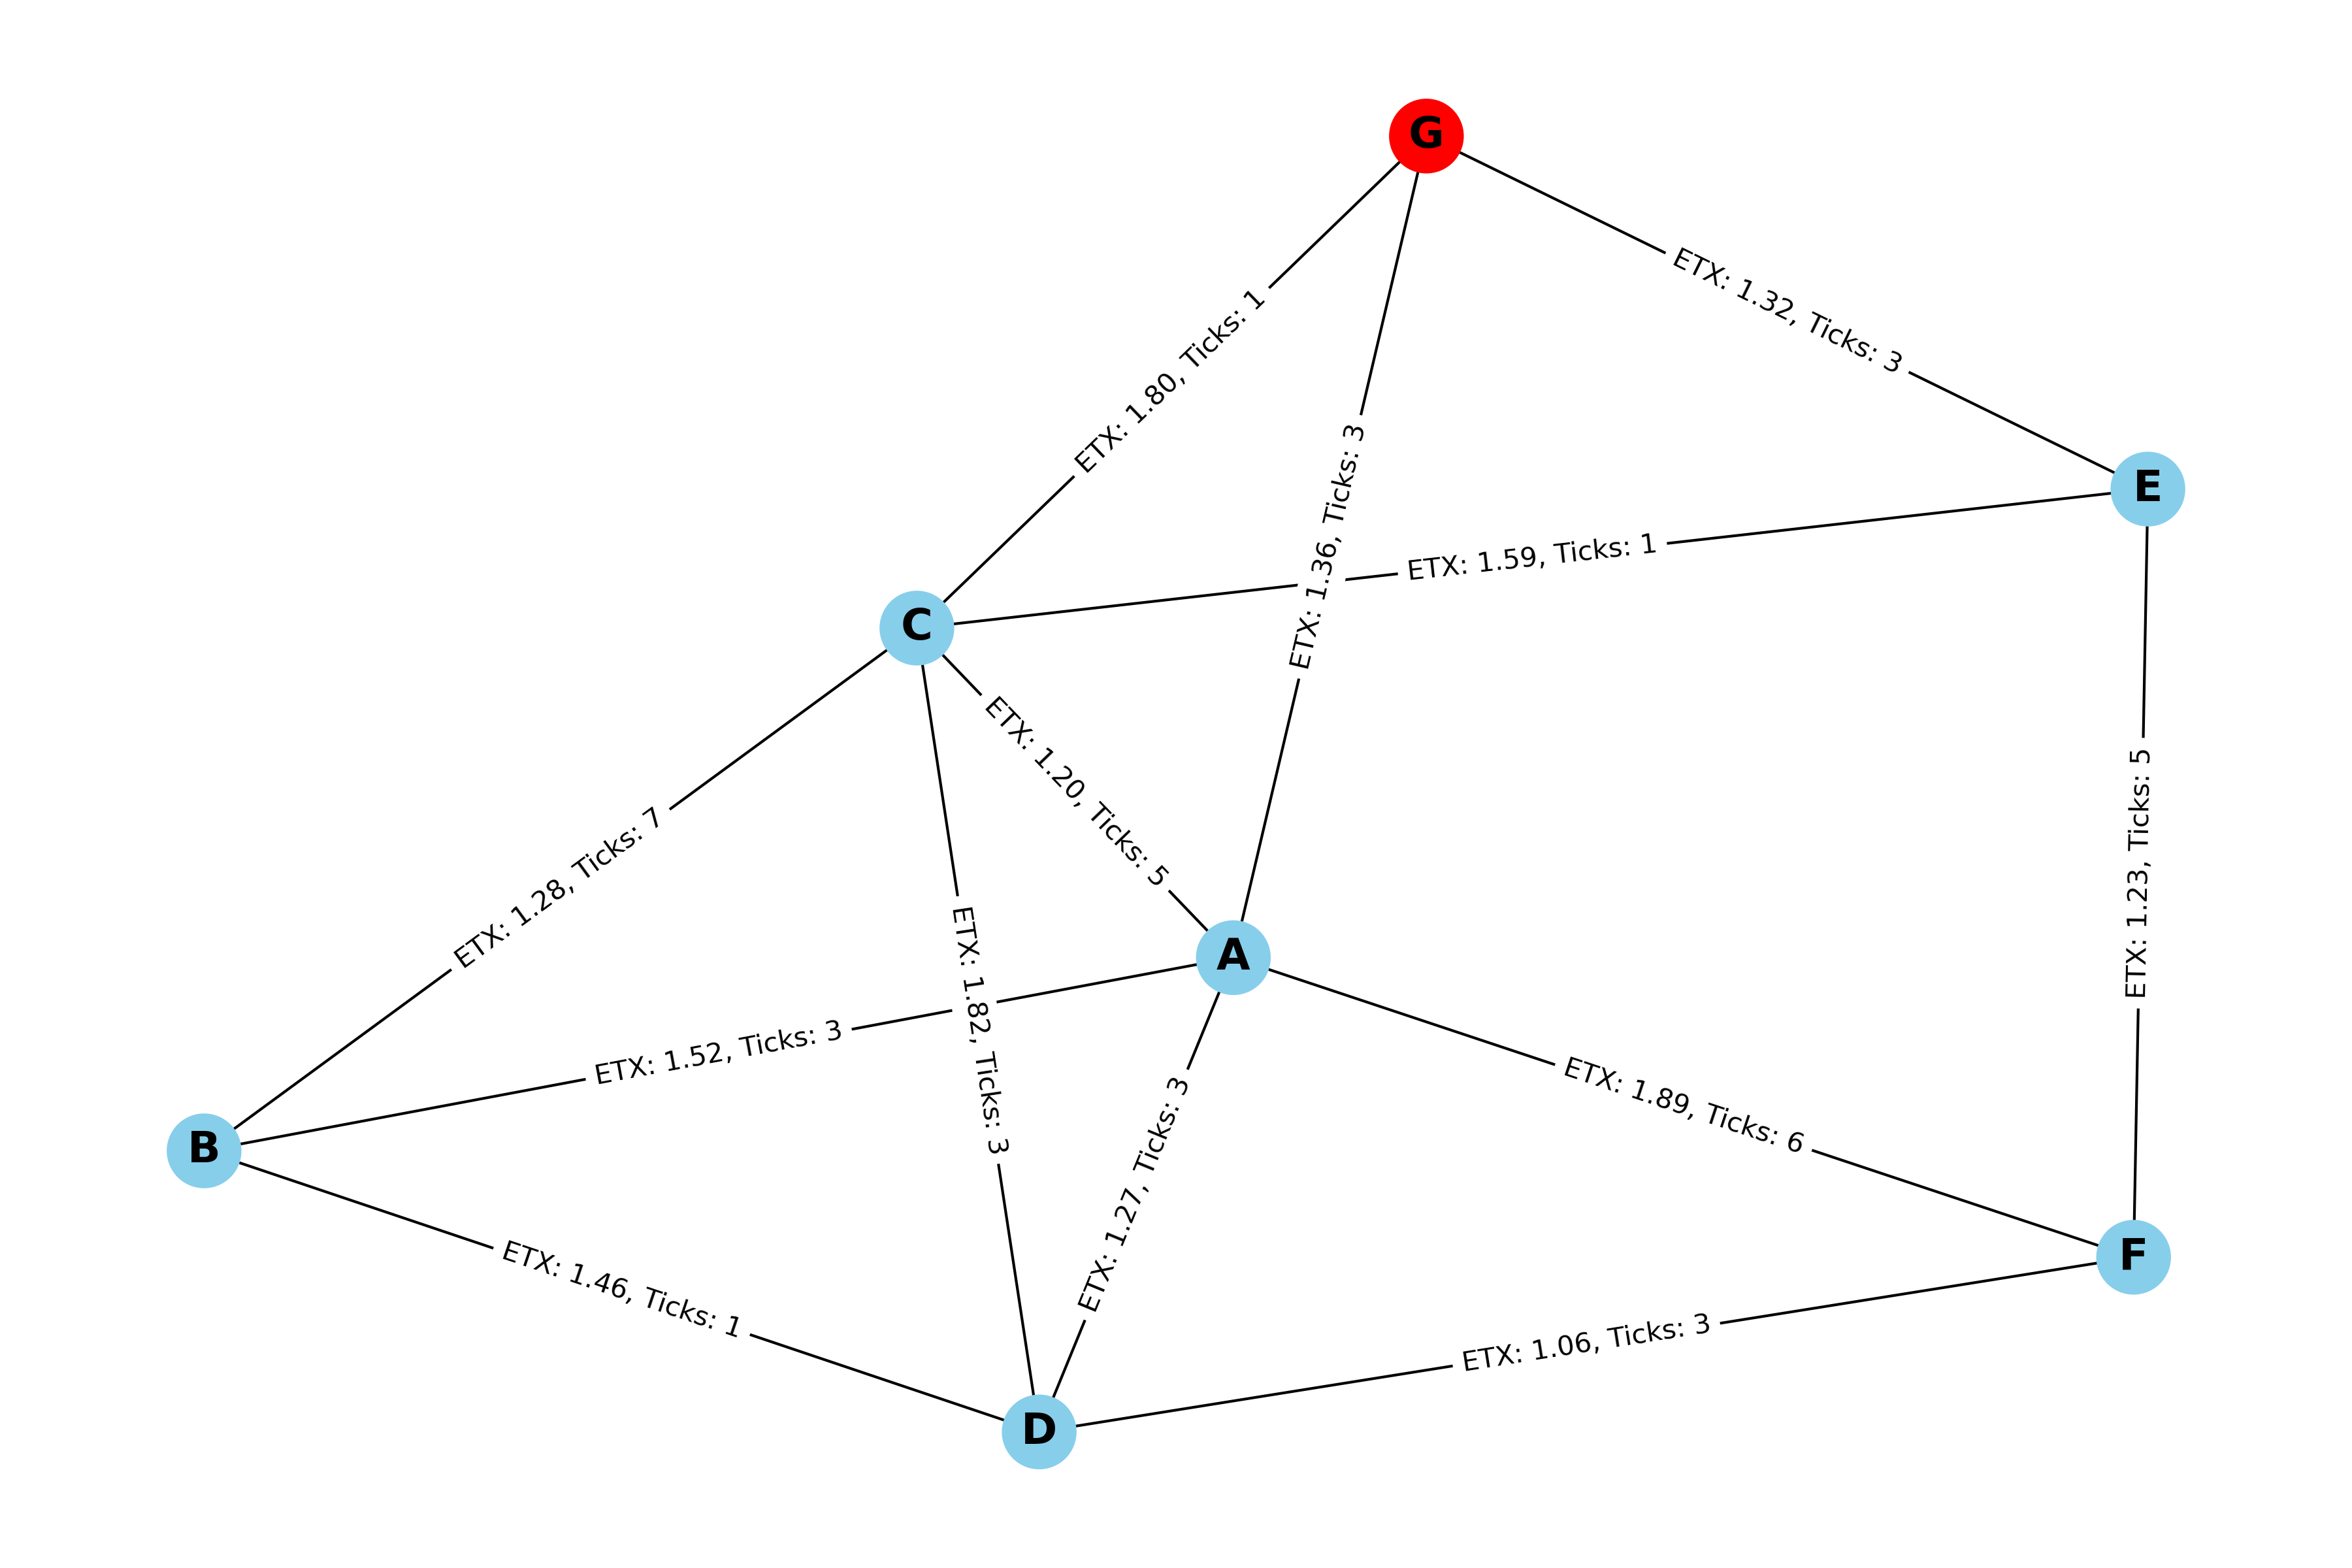 G
ETX: 1.32, Ticks: 3
ETX: 1.80, Ticks: 1
ETX: 1.36, Ticks: 3
E
ETX: 1.59, Ticks: 1
C
ETX: 1.20, Ticks: 5
ETX: 1.28, Ticks: 7
ETX: 1.23, Ticks: 5
A
ETX: 1.82, Ticks: 3
ETX: 1.52, Ticks: 3
ETX: 1.89, Ticks: 6
B
ETX: 1.27, Ticks: 3
F
ETX: 1.46, Ticks: 1
ETX: 1.06, Ticks: 3
D